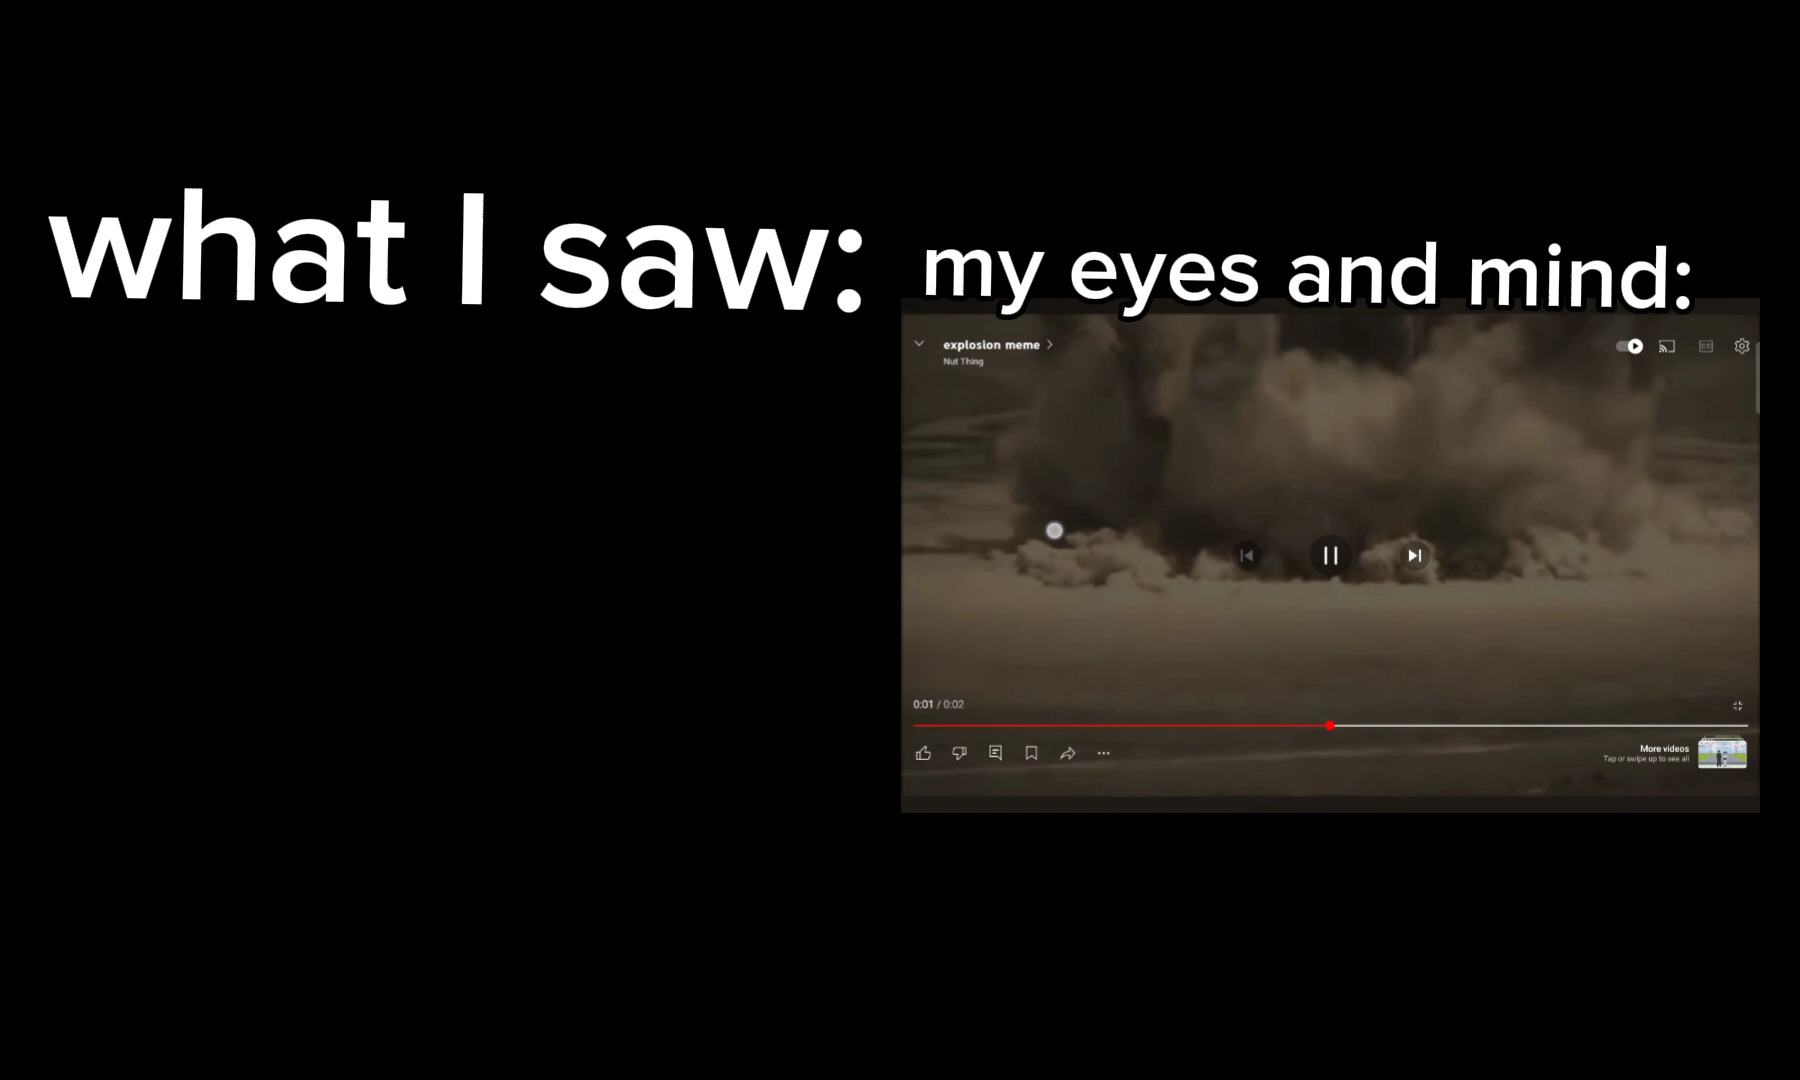 what I saw:
my eyes and mind:
explosion meme
Nut Thing
CC
0:01 / 0:02
More videos
Tap or swipe up to see all